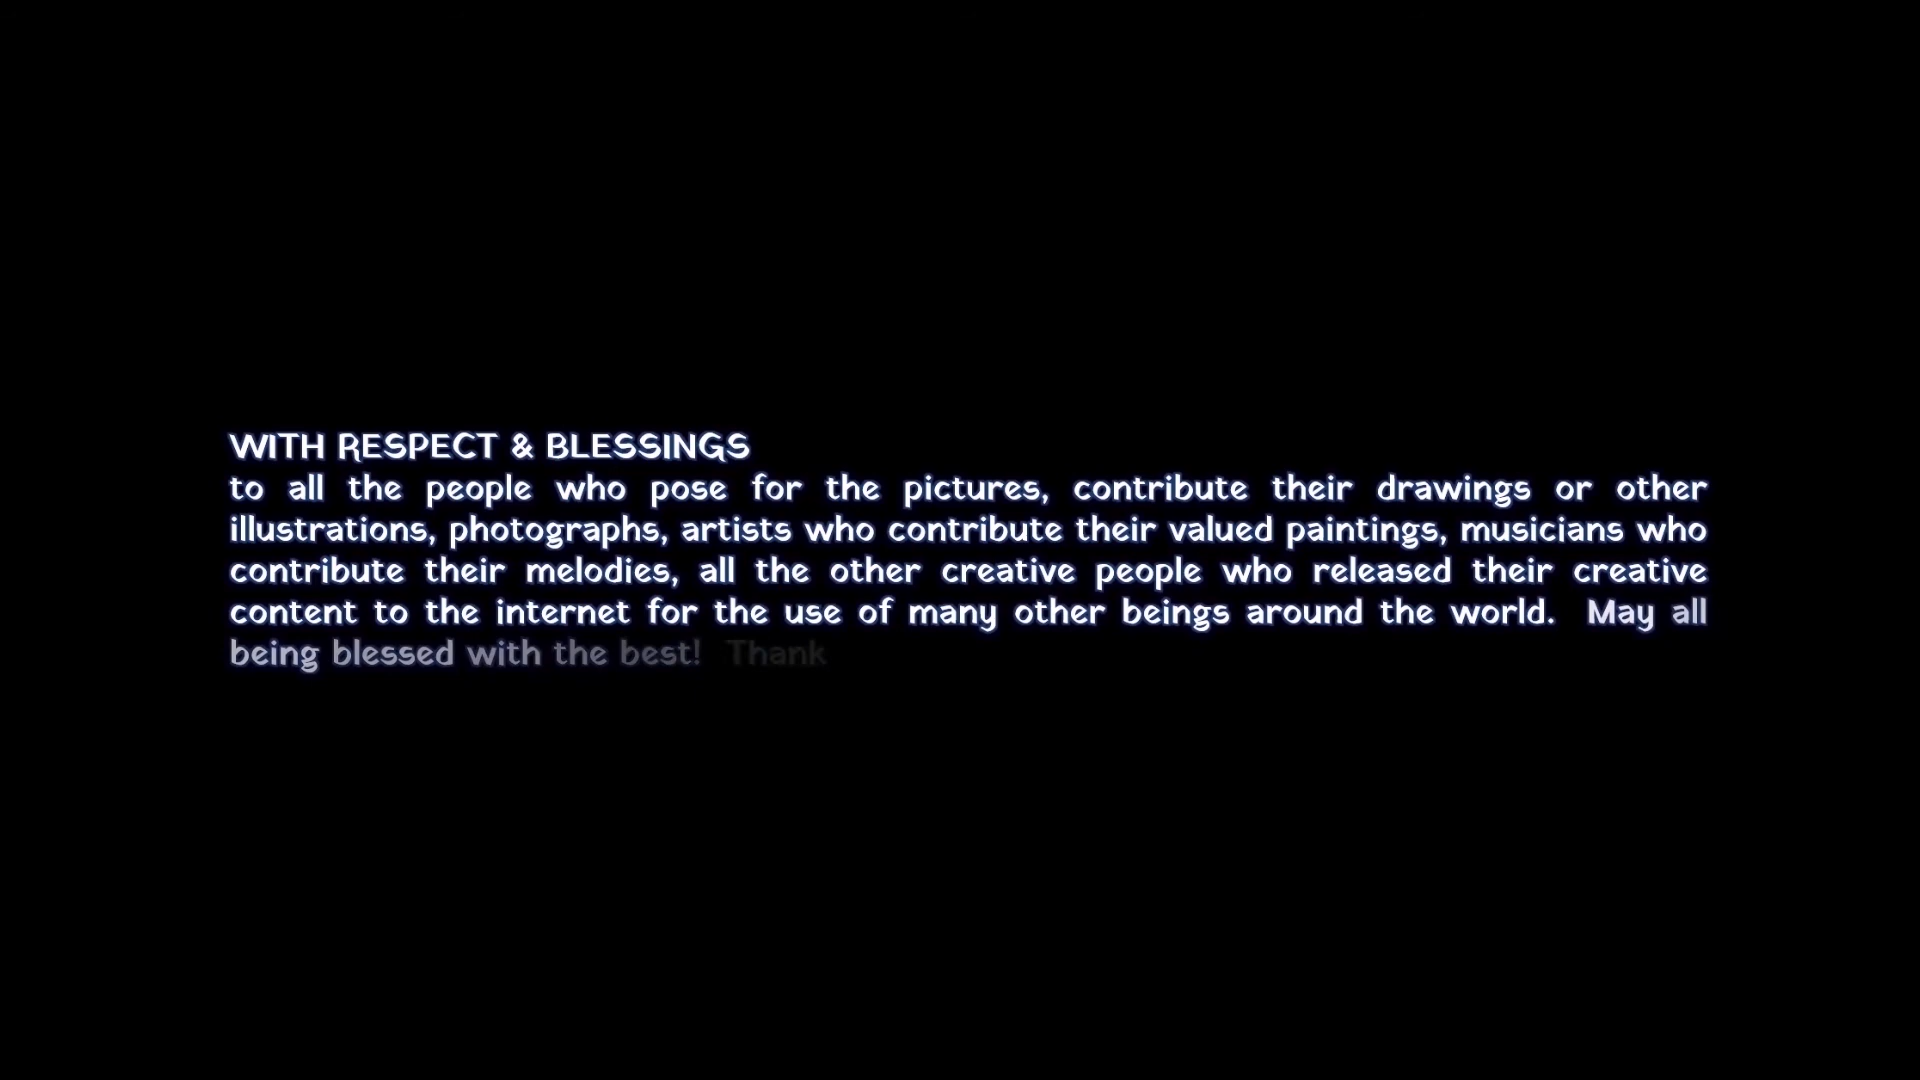 WITH RESPECT & BLESSINGS
to all the people who pose for the pictures, contribute their drawings or other
illustrations, photographs, artists who contribute their valued paintings, musicians who
contribute their melodies, all the other creative people who released their creative
content to the internet for the use of many other beings around the world.  May all
being blessed with the best!  Thank